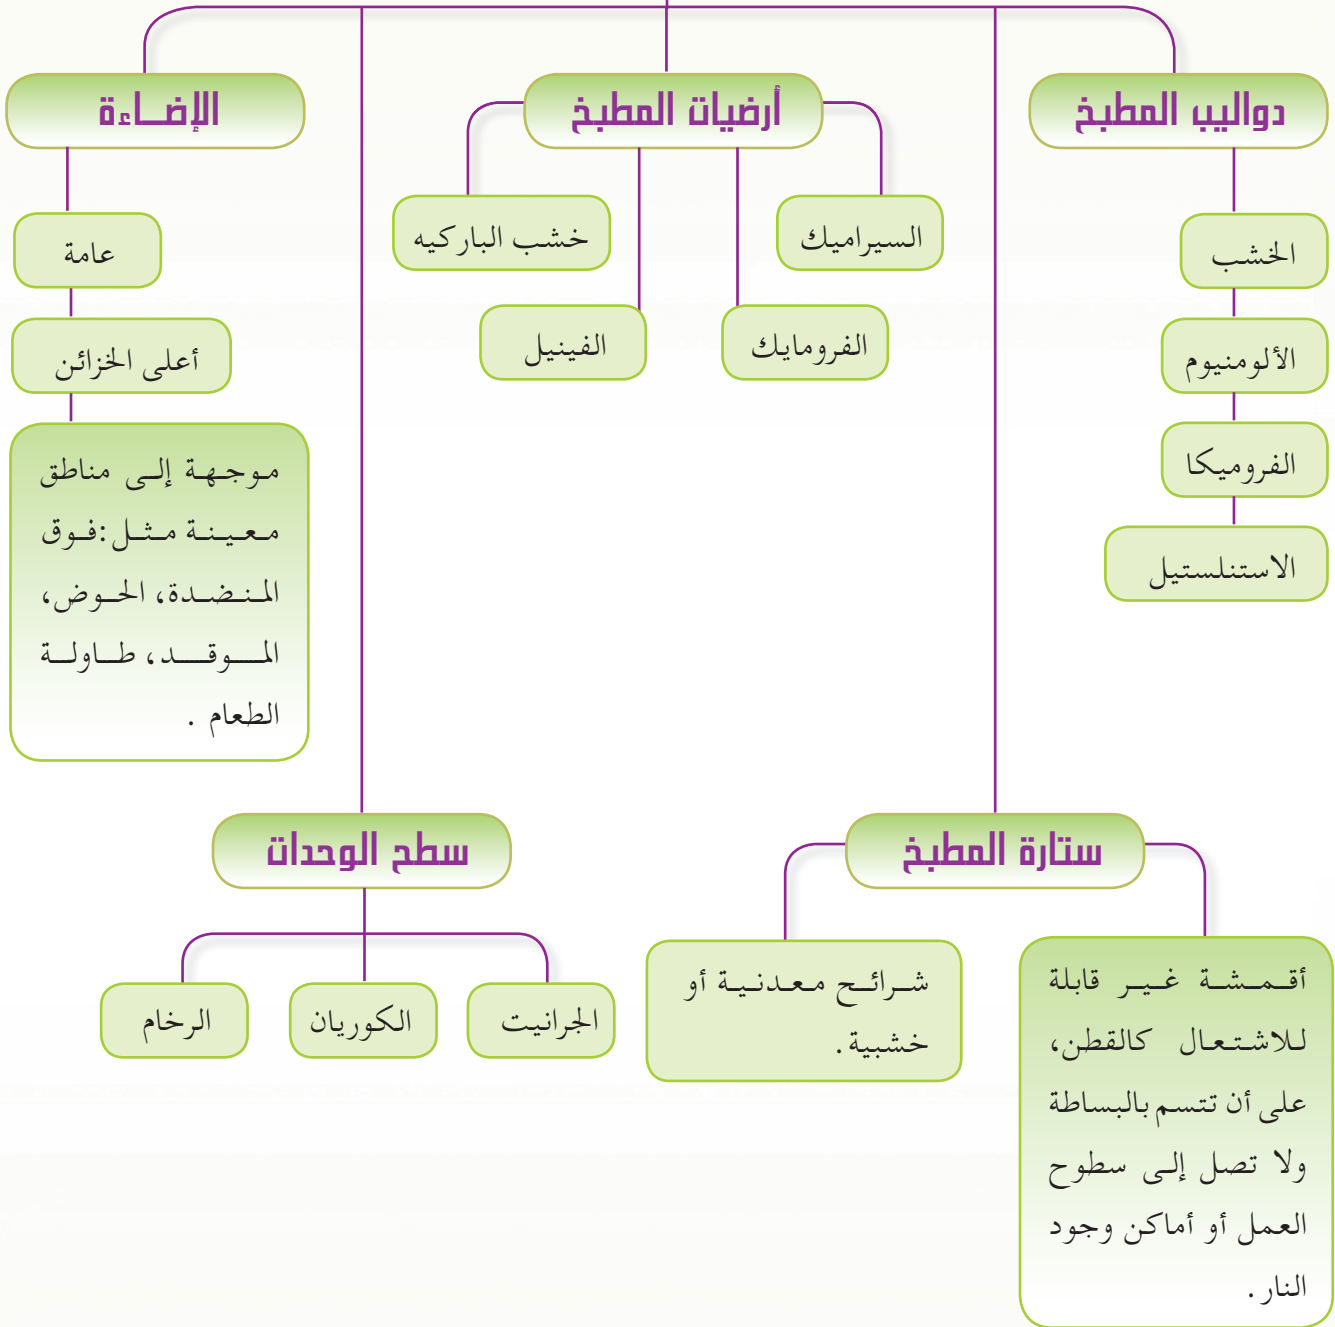 دواليب المطبخ
الخشب
الألومنيوم
الفروميكا
الاستنلستيل
أرضيات المطبخ
السيراميك
الفرومايك
الفينيل
خشب الباركيه
الإضاءة
عامة
أعلى الخزائن
موجهة إلى مناطق
معينة مثل:فوق
المنضدة، الحوض،
الموقد، طاولة
الطعام .
ستارة المطبخ
أقمشة غير قابلة
للاشتعال كالقطن،
على أن تتسم بالبساطة
ولا تصل إلى سطوح
العمل أو أماكن وجود
النار.
شرائح معدنية أو
خشبية.
سطح الوحدات
الجرانيت
الكوريان
الرخام